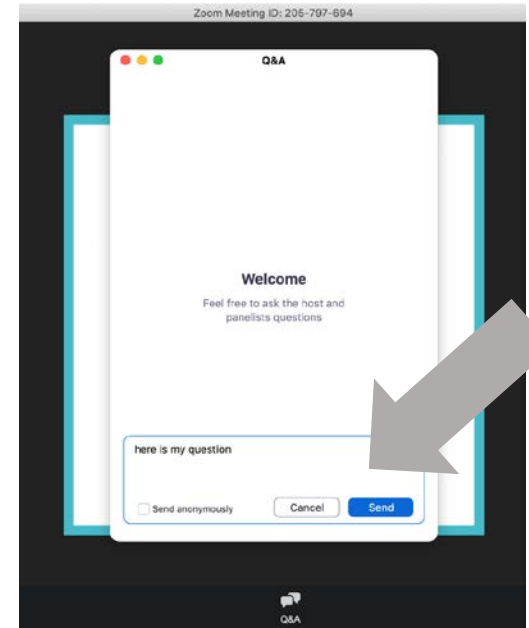 Zoom Meeting ID: 205-797-694
Q&A
Welcome
Feel free to ask the host and
panelists questions
here is my question
Send anonymously
Cancel
Send
Q&A